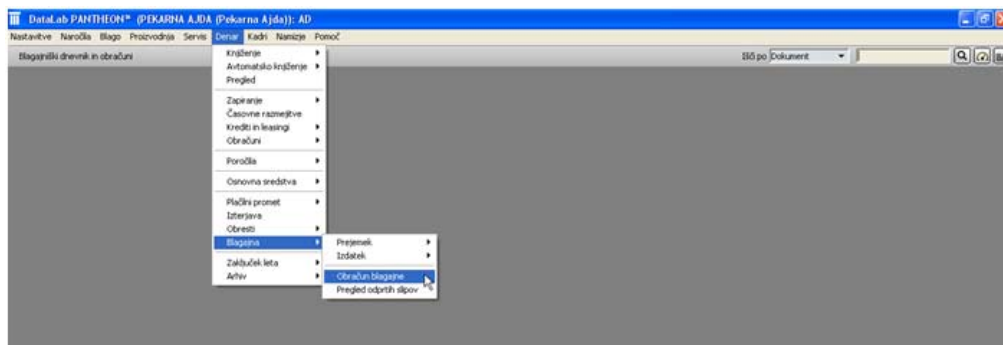 DataLab PANTHEON™ (PEKARNA AJDA (Pekarna Ajda)): AD
Nastavitve Naročila Blago Proizvodnja Servis Denar Kadri Namizje Pomoč
Blagajniški dnevnik in obračuni
Išči po Dokument
Knjiženje
Avtomatsko knjiženje
Pregled
Zapiranje
Časovne razmejitve
Krediti in leasingi
Obračuni
Poročila
Osnovna sredstva
Plačilni promet
Izterjava
Obresti
Blagajna
Zaključek leta
Arhiv
Prejemek
Izdatek
Obračun blagajne
Pregled odprtih slipov